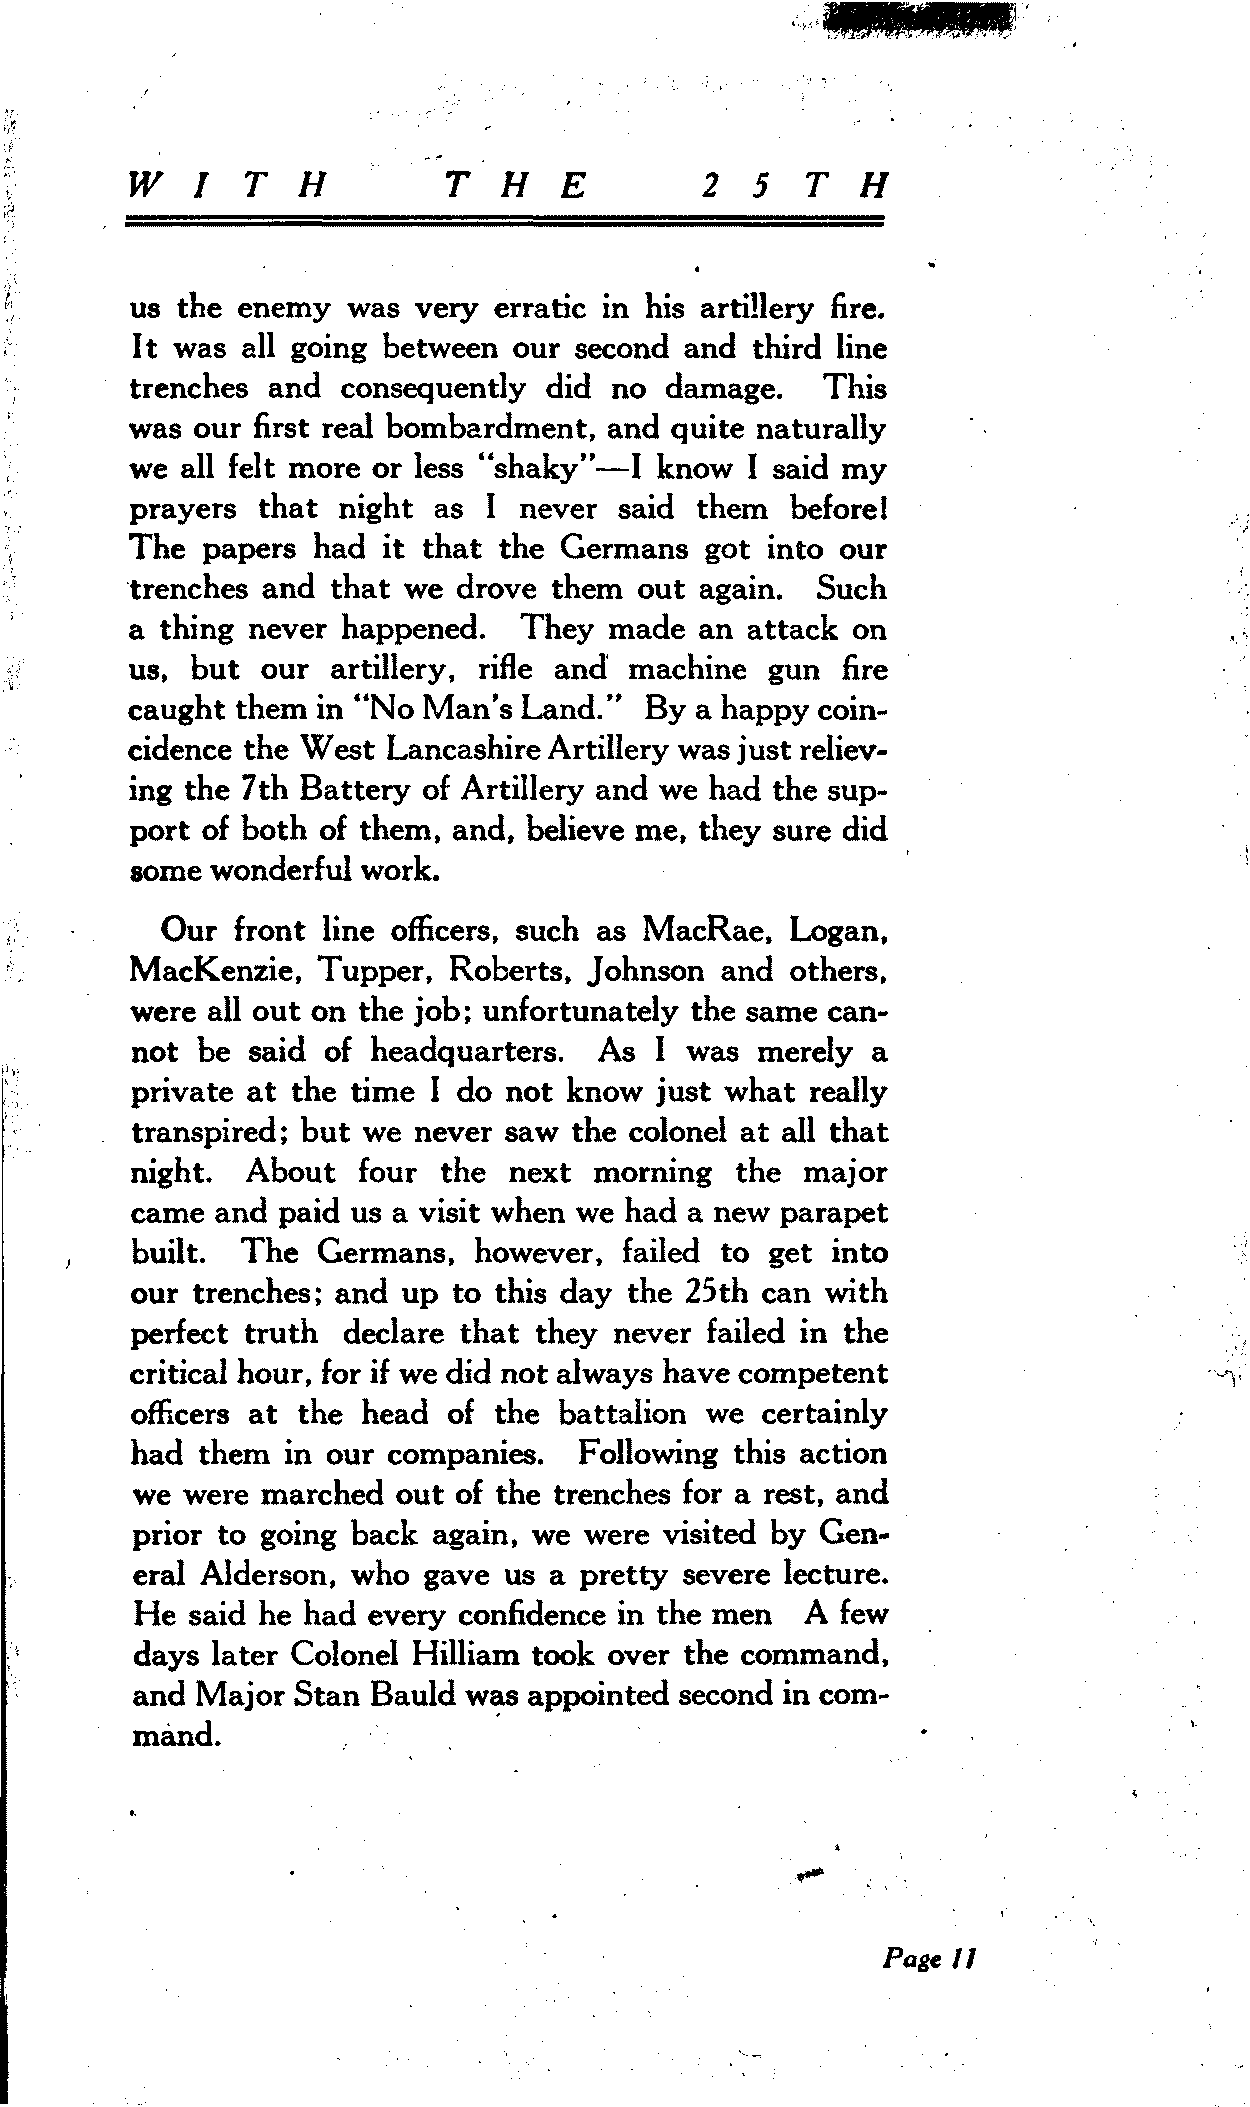 WITH THE 25TH
us the enemy was very erratic in his artillery fire.
It was all going between our second and third line
trenches and consequently did no damage. This
was our first real bombardment, and quite naturally
we all felt more or less "shaky"—I know I said my
prayers that night as I never said them before!
The papers had it that the Germans got into our
trenches and that we drove them out again. Such
a thing never happened. They made an attack on
us, but our artillery, rifle and machine gun fire
caught them in "No Man's Land." By a happy coin-
cidence the West Lancashire Artillery was just reliev-
ing the 7th Battery of Artillery and we had the sup-
port of both of them, and, believe me, they sure did
some wonderful work.
Our front line officers, such as MacRae, Logan,
MacKenzie, Tupper, Roberts, Johnson and others,
were all out on the job; unfortunately the same can-
not be said of headquarters. As I was merely a
private at the time I do not know just what really
transpired; but we never saw the colonel at all that
night. About four the next morning the major
came and paid us a visit when we had a new parapet
built. The Germans, however, failed to get into
our trenches; and up to this day the 25th can with
perfect truth declare that they never failed in the
critical hour, for if we did not always have competent
officers at the head of the battalion we certainly
had them in our companies. Following this action
we were marched out of the trenches for a rest, and
prior to going back again, we were visited by Gen-
eral Alderson, who gave us a pretty severe lecture.
He said he had every confidence in the men A few
days later Colonel Hilliam took over the command,
and Major Stan Bauld was appointed second in com-
mand.
Page 11